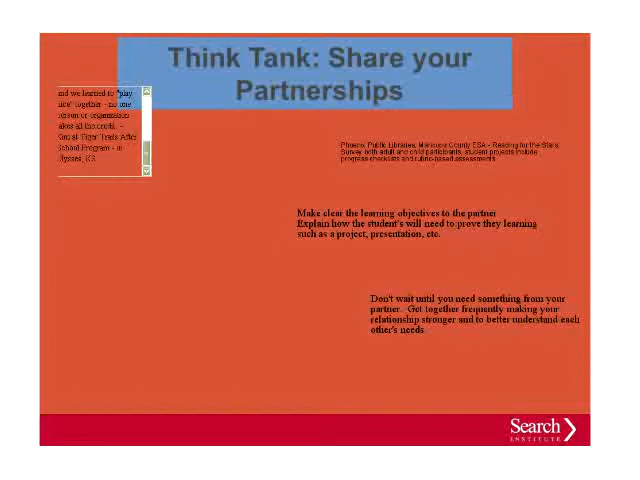 Think Tank: Share your
Partnerships
and we learned to "play
nice" together - no one
person or organization
takes all the credit. -
Kim at Tiger Trails After
School Program - in
Ulysses, KS
Phoenix Public Libraries, Maricopa County ESA - Reading for the Stars;
Survey both adult and child participants, student projects include
progress checklists and rubric-based assessments
Make clear the learning objectives to the partner
Explain how the student's will need to prove they learning
such as a project, presentation, etc.
Don't wait until you need something from your
partner. Get together frequently making your
relationship stronger and to better understand each
other's needs
Search
INSTITUTE